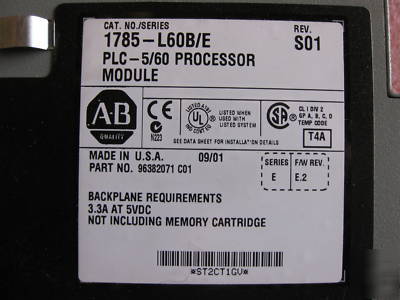 CAT. NO./SERIES
REV.
1785-L60B/E
S01
PLC-5/60 PROCESSOR
MODULE
A-B
QUALITY
CE
N223
UL
LISTED
LISTED WHEN USED WITH
SA
CL I DIV 2
GP A, B, C, D
TEMP CODE
T4A
SEE DATA SHEET FOR INSTALLATION DETAILS
MADE IN U.S.A. 09/01
PART NO. 96382071 C01
SERIES
F/W REV.
E
E.2
BACKPLANE REQUIREMENTS
3.3A AT 5VDC
NOT INCLUDING MEMORY CARTRIDGE
*ST2CT1GV*